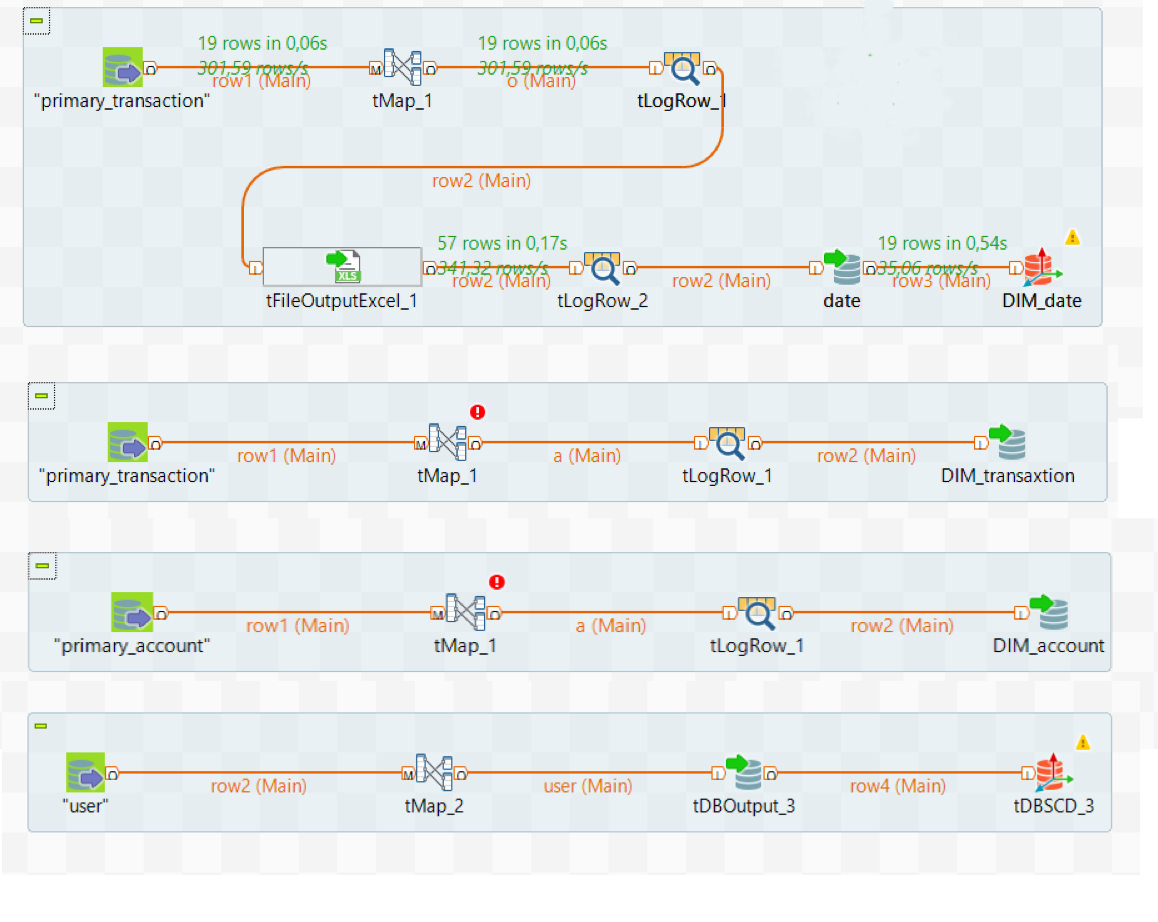 19 rows in 0,06s
19 rows in 0,06s
301,59 rows/s
301,59 rows/s
row1 (Main)
o (Main)
"primary_transaction"
tMap_1
tLogRow_1
row2 (Main)
57 rows in 0,17s
19 rows in 0,54s
341,32 rows/s
35,06 rows/s
row2 (Main)
row2 (Main)
row3 (Main)
XLS
tFileOutputExcel_1
tLogRow_2
date
DIM_date
row1 (Main)
a (Main)
row2 (Main)
"primary_transaction"
tMap_1
tLogRow_1
DIM_transaxtion
row1 (Main)
a (Main)
row2 (Main)
"primary_account"
tMap_1
tLogRow_1
DIM_account
row2 (Main)
user (Main)
row4 (Main)
"user"
tMap_2
tDBOutput_3
tDBSCD_3